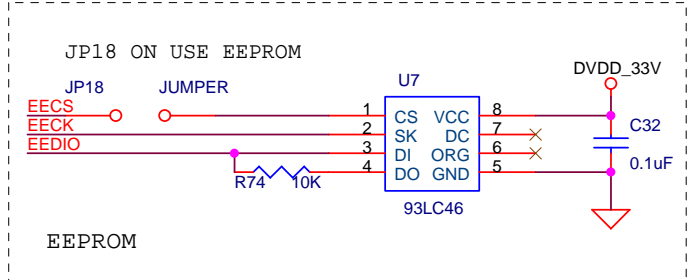 JP18 ON USE EEPROM
DVDD_33V
JP18 JUMPER U7
EECS 1 CS VCC 8
EECK 2 SK DC 7
EEDIO 3 DI ORG 6
4 DO GND 5
C32
0.1uF
R74 10K
93LC46
EEPROM